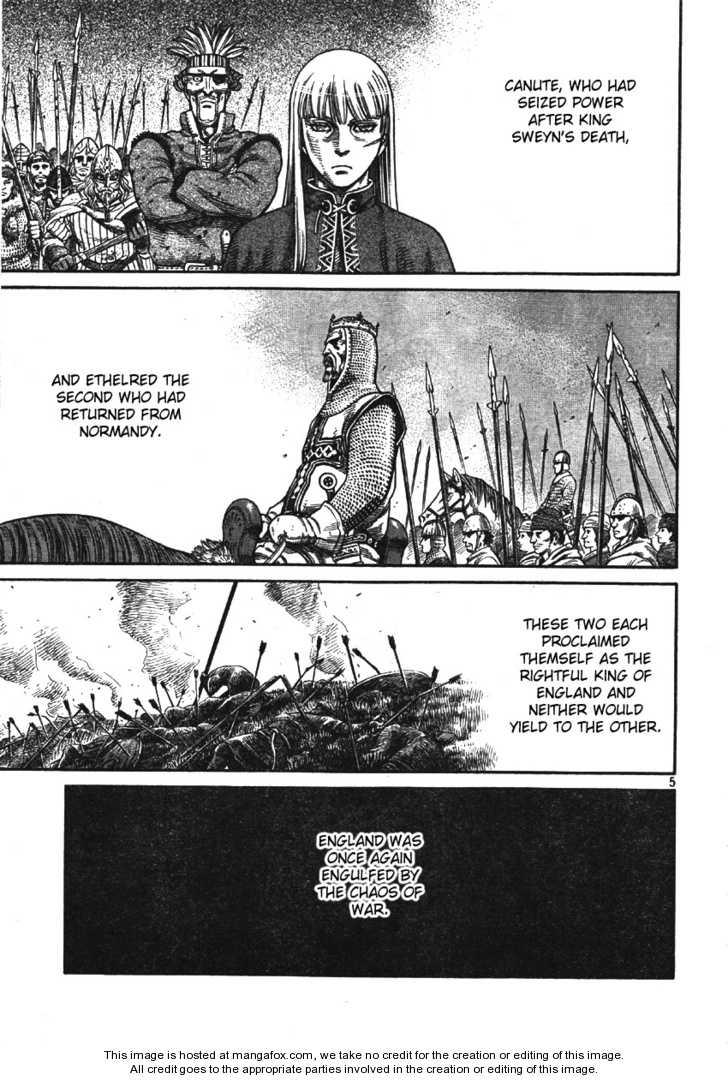 CANUTE, WHO HAD
SEIZED POWER
AFTER KING
SWEYN'S DEATH,
AND ETHELRED THE
SECOND WHO HAD
RETURNED FROM
NORMANDY.
THESE TWO EACH
PROCLAIMED
THEMSELF AS THE
RIGHTFUL KING OF
ENGLAND AND
NEITHER WOULD
YIELD TO THE OTHER.
5
ENGLAND WAS
ONCE AGAIN
ENGULFED BY
THE CHAOS OF
WAR.
This image is hosted at mangafox.com, we take no credit for the creation or editing of this image.
All credit goes to the appropriate parties involved in the creation or editing of this image.